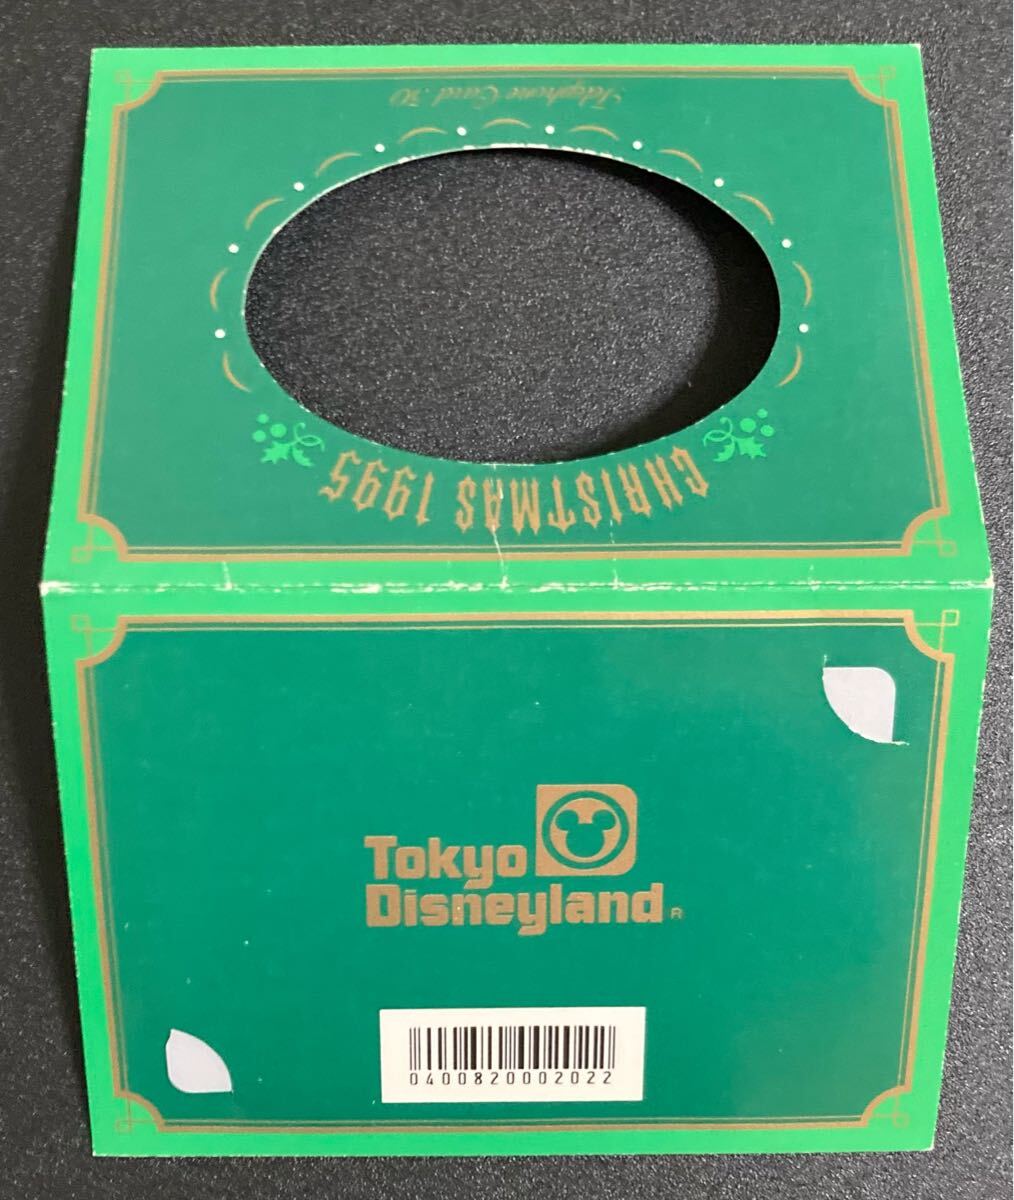 Telephone Card 50
CHRISTMAS 1995
Tokyo
Disneyland ®
0400820002022